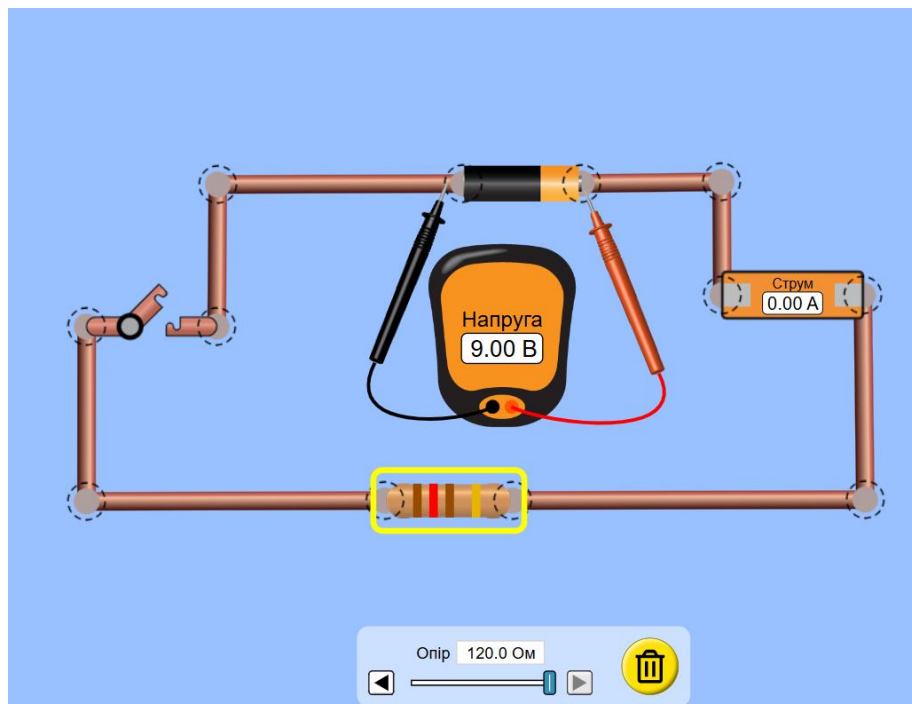 Струм
0.00 А
Напруга
9.00 В
Опір 120.0 Ом